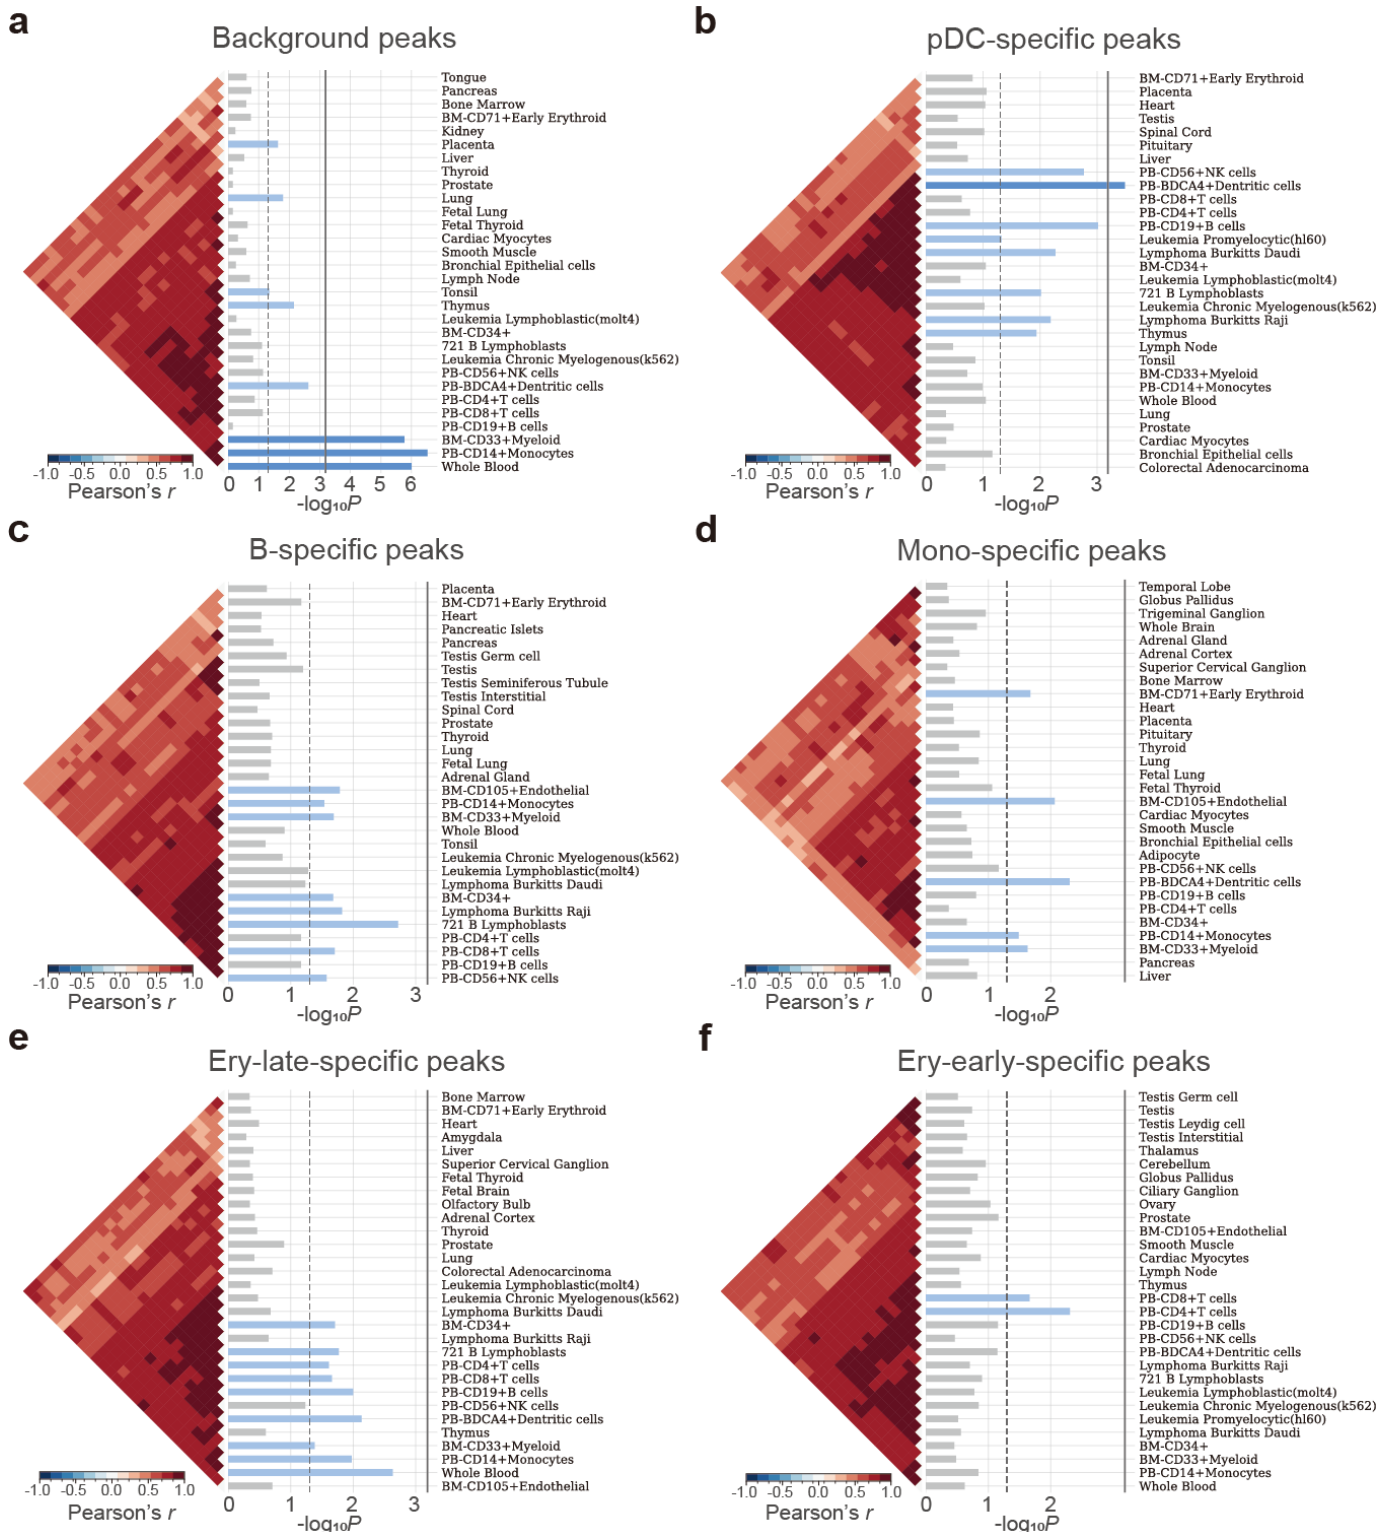 a
Background peaks
Tongue
Pancreas
Bone Marrow
BM-CD71+Early Erythroid
Kidney
Placenta
Liver
Thyroid
Prostate
Lung
Fetal Lung
Fetal Thyroid
Cardiac Myocytes
Smooth Muscle
Bronchial Epithelial cells
Lymph Node
Tonsil
Thymus
Leukemia Lymphoblastic(molt4)
BM-CD34+
721 B Lymphoblasts
Leukemia Chronic Myelogenous(k562)
PB-CD56+NK cells
PB-BDCA4+Dentritic cells
PB-CD4+T cells
PB-CD8+T cells
PB-CD19+B cells
BM-CD33+Myeloid
PB-CD14+Monocytes
Whole Blood
-1.0 -0.5 0.0 0.5 1.0
Pearson's r
0 1 2 3 4 5 6
-log₁₀P
b
pDC-specific peaks
BM-CD71+Early Erythroid
Placenta
Heart
Testis
Spinal Cord
Pituitary
Liver
PB-CD56+NK cells
PB-BDCA4+Dentritic cells
PB-CD8+T cells
PB-CD4+T cells
PB-CD19+B cells
Leukemia Promyelocytic(hl60)
Lymphoma Burkitts Daudi
BM-CD34+
Leukemia Lymphoblastic(molt4)
721 B Lymphoblasts
Leukemia Chronic Myelogenous(k562)
Lymphoma Burkitts Raji
Thymus
Lymph Node
Tonsil
BM-CD33+Myeloid
PB-CD14+Monocytes
Whole Blood
Lung
Prostate
Cardiac Myocytes
Bronchial Epithelial cells
Colorectal Adenocarcinoma
-1.0 -0.5 0.0 0.5 1.0
Pearson's r
0 1 2 3
-log₁₀P
c
B-specific peaks
Placenta
BM-CD71+Early Erythroid
Heart
Pancreatic Islets
Pancreas
Testis Germ cell
Testis
Testis Seminiferous Tubule
Testis Interstitial
Spinal Cord
Prostate
Thyroid
Lung
Fetal Lung
Adrenal Gland
BM-CD105+Endothelial
PB-CD14+Monocytes
BM-CD33+Myeloid
Whole Blood
Tonsil
Leukemia Chronic Myelogenous(k562)
Leukemia Lymphoblastic(molt4)
Lymphoma Burkitts Daudi
BM-CD34+
Lymphoma Burkitts Raji
721 B Lymphoblasts
PB-CD4+T cells
PB-CD8+T cells
PB-CD19+B cells
PB-CD56+NK cells
-1.0 -0.5 0.0 0.5 1.0
Pearson's r
0 1 2 3
-log₁₀P
d
Mono-specific peaks
Temporal Lobe
Globus Pallidus
Trigeminal Ganglion
Whole Brain
Adrenal Gland
Adrenal Cortex
Superior Cervical Ganglion
Bone Marrow
BM-CD71+Early Erythroid
Heart
Placenta
Pituitary
Thyroid
Lung
Fetal Lung
Fetal Thyroid
BM-CD105+Endothelial
Cardiac Myocytes
Smooth Muscle
Bronchial Epithelial cells
Adipocyte
PB-CD56+NK cells
PB-BDCA4+Dentritic cells
PB-CD19+B cells
PB-CD4+T cells
BM-CD34+
PB-CD14+Monocytes
BM-CD33+Myeloid
Pancreas
Liver
-1.0 -0.5 0.0 0.5 1.0
Pearson's r
0 1 2
-log₁₀P
e
Ery-late-specific peaks
Bone Marrow
BM-CD71+Early Erythroid
Heart
Amygdala
Liver
Superior Cervical Ganglion
Fetal Thyroid
Fetal Brain
Olfactory Bulb
Adrenal Cortex
Thyroid
Prostate
Lung
Colorectal Adenocarcinoma
Leukemia Lymphoblastic(molt4)
Leukemia Chronic Myelogenous(k562)
Lymphoma Burkitts Daudi
BM-CD34+
Lymphoma Burkitts Raji
721 B Lymphoblasts
PB-CD4+T cells
PB-CD8+T cells
PB-CD19+B cells
PB-CD56+NK cells
PB-BDCA4+Dentritic cells
Thymus
BM-CD33+Myeloid
PB-CD14+Monocytes
Whole Blood
BM-CD105+Endothelial
-1.0 -0.5 0.0 0.5 1.0
Pearson's r
0 1 2 3
-log₁₀P
f
Ery-early-specific peaks
Testis Germ cell
Testis
Testis Leydig cell
Testis Interstitial
Thalamus
Cerebellum
Globus Pallidus
Ciliary Ganglion
Ovary
Prostate
BM-CD105+Endothelial
Smooth Muscle
Cardiac Myocytes
Lymph Node
Thymus
PB-CD8+T cells
PB-CD4+T cells
PB-CD19+B cells
PB-CD56+NK cells
PB-BDCA4+Dentritic cells
Lymphoma Burkitts Raji
721 B Lymphoblasts
Leukemia Lymphoblastic(molt4)
Leukemia Chronic Myelogenous(k562)
Leukemia Promyelocytic(hl60)
Lymphoma Burkitts Daudi
BM-CD34+
BM-CD33+Myeloid
PB-CD14+Monocytes
Whole Blood
-1.0 -0.5 0.0 0.5 1.0
Pearson's r
0 1 2
-log₁₀P